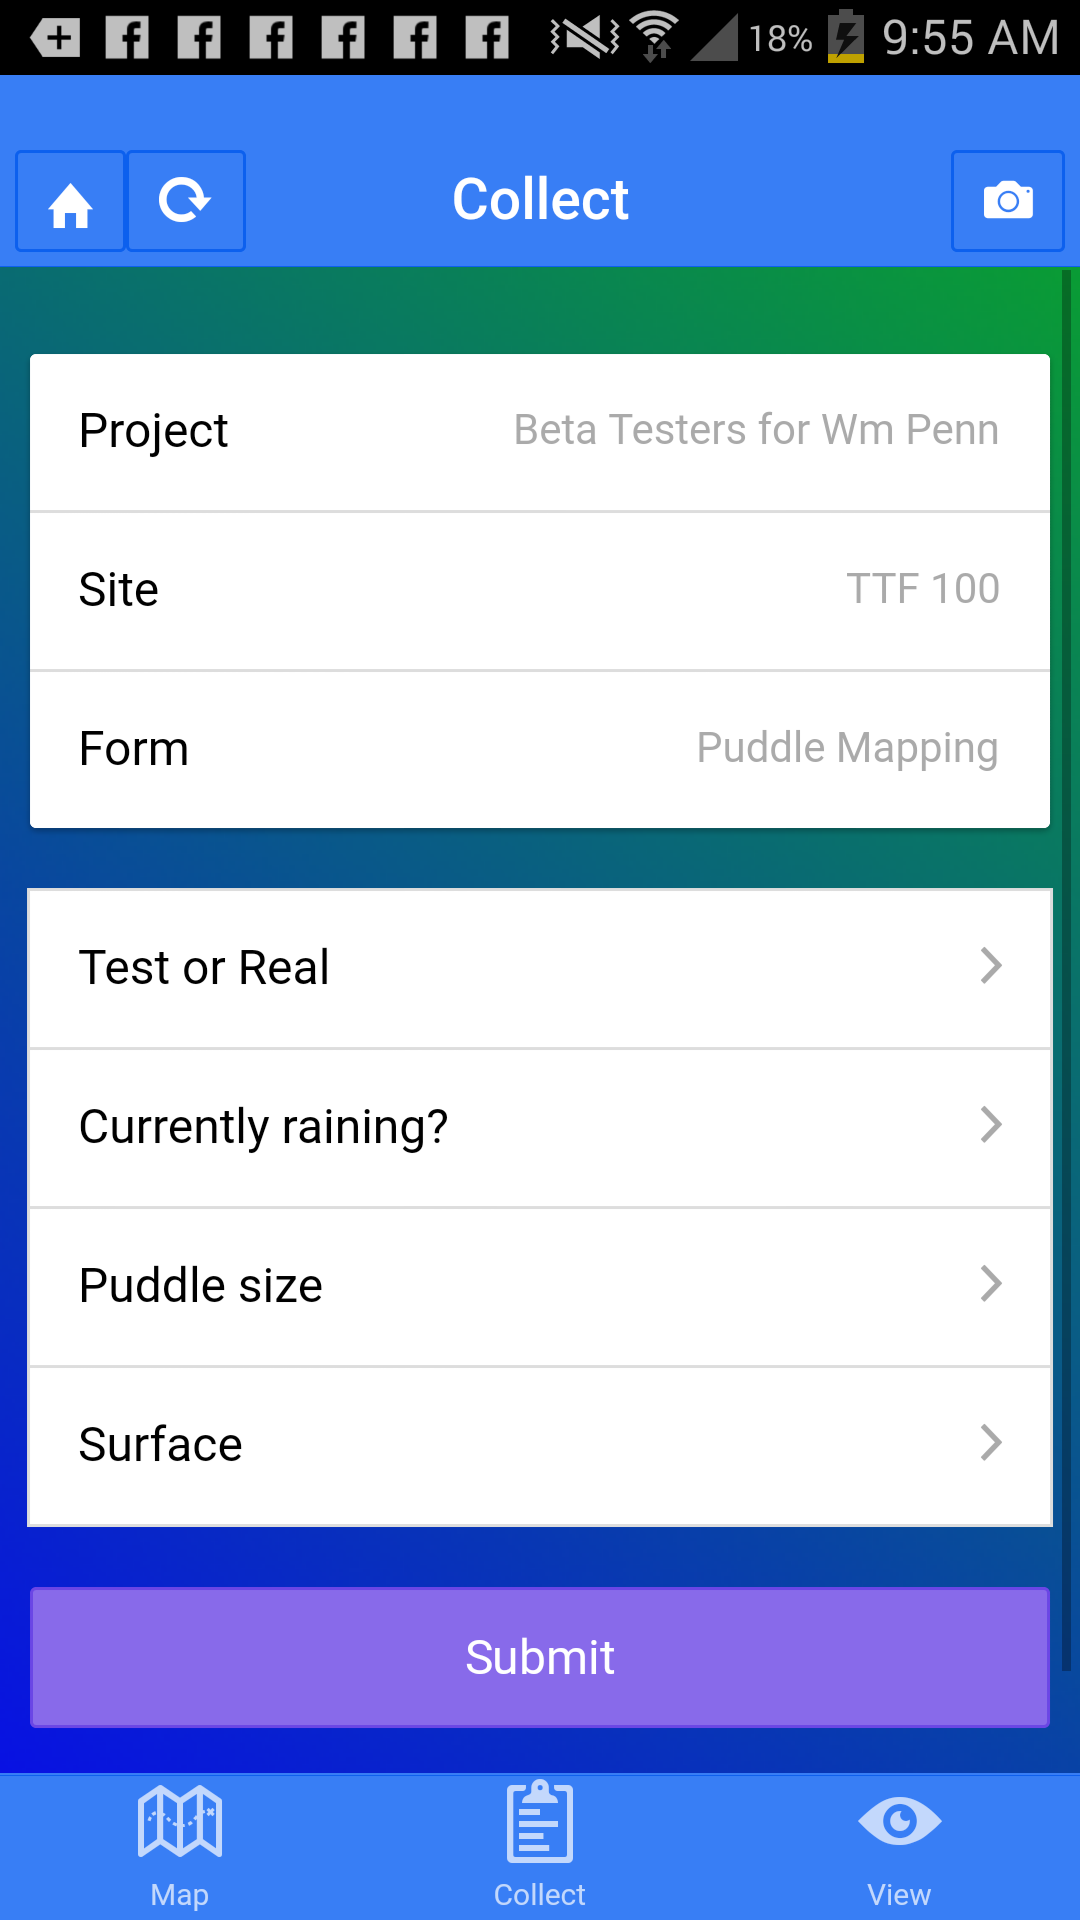 18% 9:55 AM
Collect
Project Beta Testers for Wm Penn
Site TTF 100
Form Puddle Mapping
Test or Real
Currently raining?
Puddle size
Surface
Submit
Map Collect View